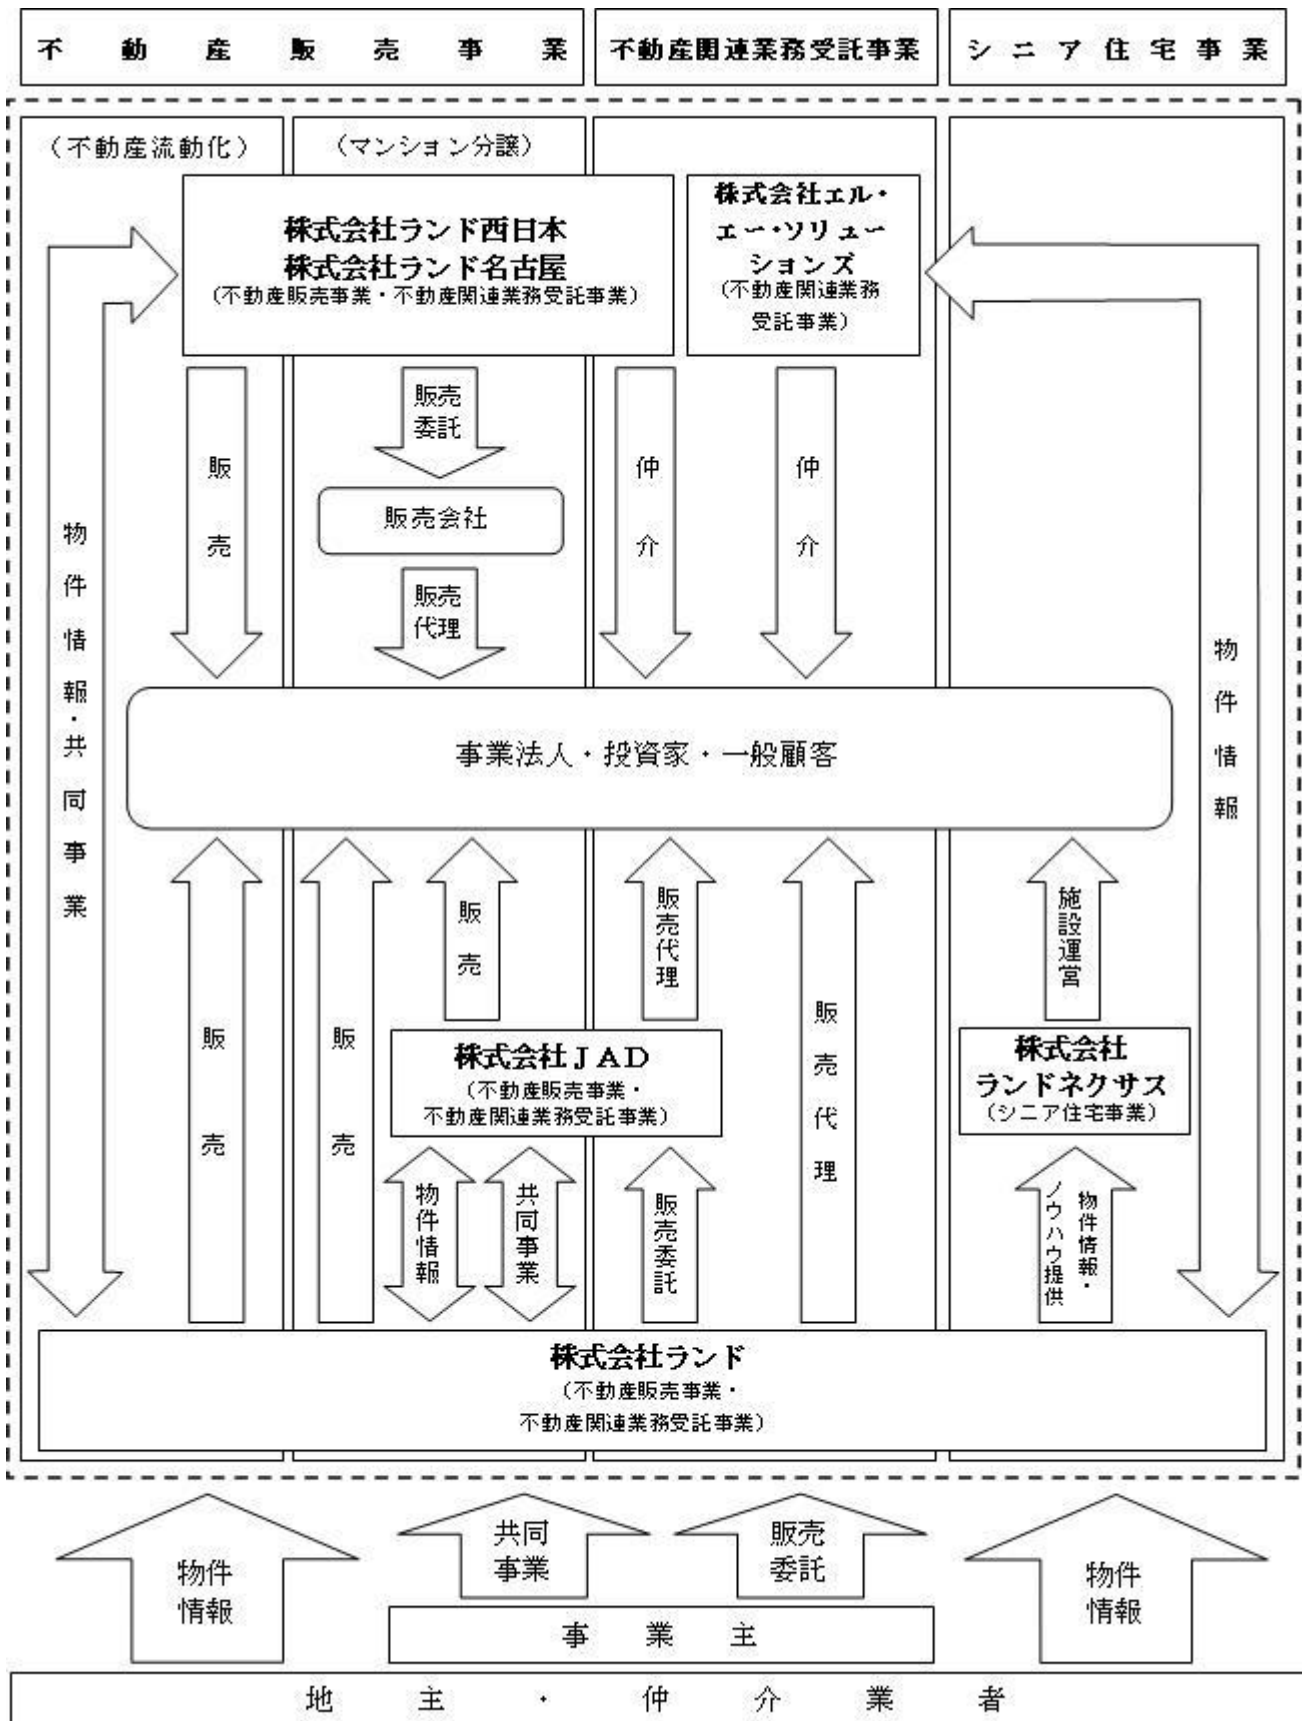 不動産販売事業
不動産関連業務受託事業
シニア住宅事業
（不動産流動化）
（マンション分譲）
株式会社ランド西日本
株式会社ランド名古屋
（不動産販売事業・不動産関連業務受託事業）
株式会社エル・
エー・ソリュー
ションズ
（不動産関連業務
受託事業）
物件情報・共同事業
販売
販売
委託
販売会社
販売
代理
仲介
仲介
物件情報
事業法人・投資家・一般顧客
販売
販売
販売
販売代理
販売代理
施設運営
株式会社ＪＡＤ
（不動産販売事業・
不動産関連業務受託事業）
株式会社
ランドネクサス
（シニア住宅事業）
物件情報
共同事業
販売委託
物件情報・
ノウハウ提供
株式会社ランド
（不動産販売事業・
不動産関連業務受託事業）
物件
情報
共同
事業
販売
委託
物件
情報
事業主
地主・仲介業者